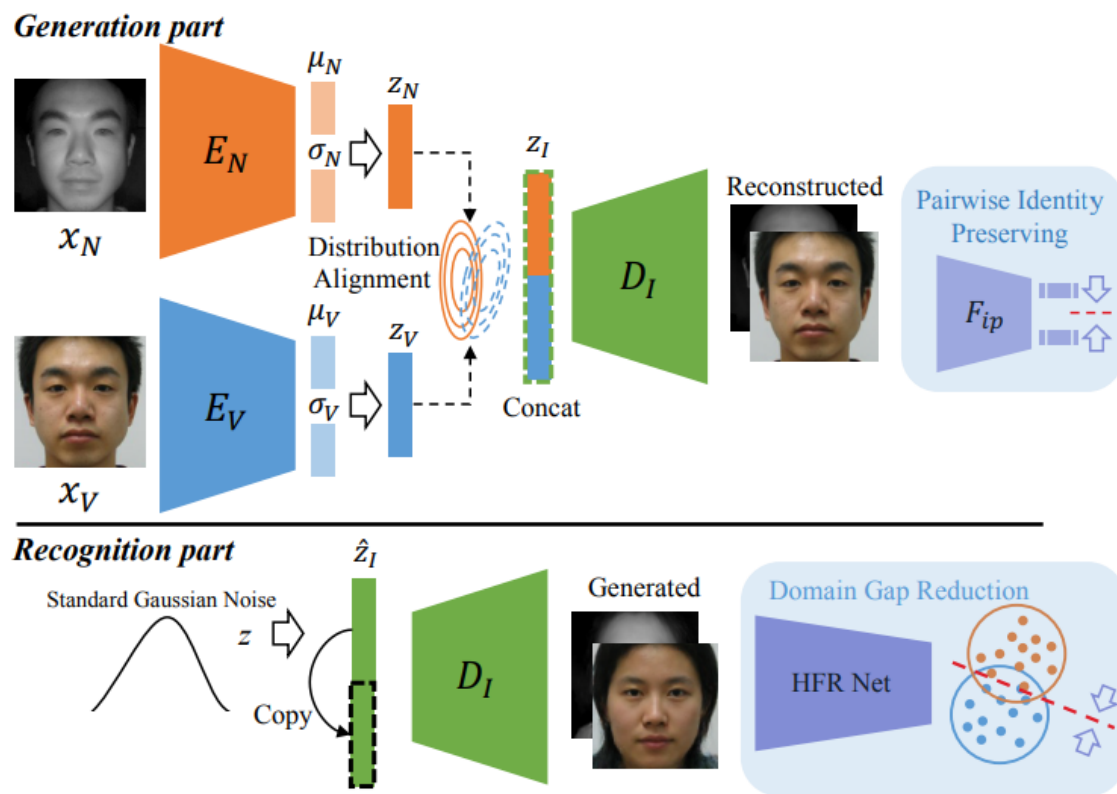 Generation part
μ_N
z_N
E_N
σ_N
z_I
x_N
Distribution
Alignment
D_I
Reconstructed
Pairwise Identity
Preserving
F_ip
μ_V
z_V
E_V
σ_V
Concat
x_V
Recognition part
ẑ_I
Standard Gaussian Noise
z
Copy
D_I
Generated
Domain Gap Reduction
HFR Net